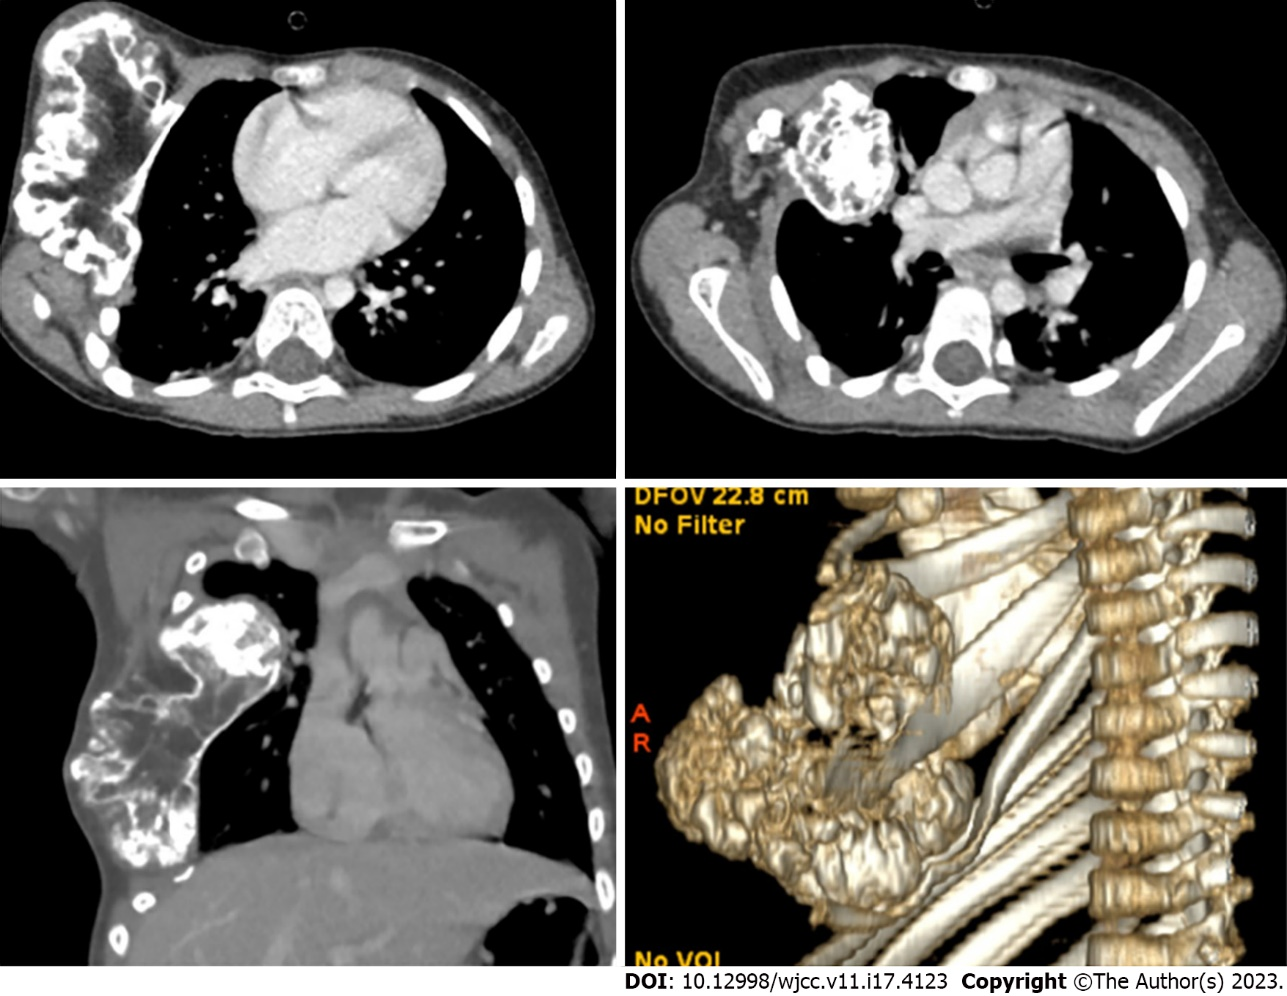 DFOV 22.8 cm
No Filter
A
R
No VOI
DOI: 10.12998/wjcc.v11.i17.4123 Copyright ©The Author(s) 2023.